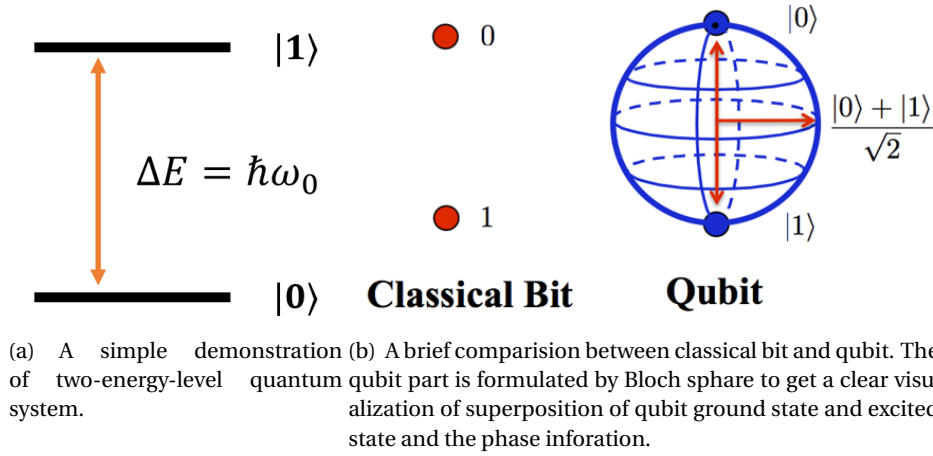 |1⟩
ΔE = ħω₀
|0⟩
0
1
Classical Bit
|0⟩
|0⟩ + |1⟩
√2
|1⟩
Qubit
(a) A simple demonstration
of two-energy-level quantum
system.
(b) A brief comparision between classical bit and qubit. The
qubit part is formulated by Bloch sphare to get a clear visu-
alization of superposition of qubit ground state and excited
state and the phase inforation.